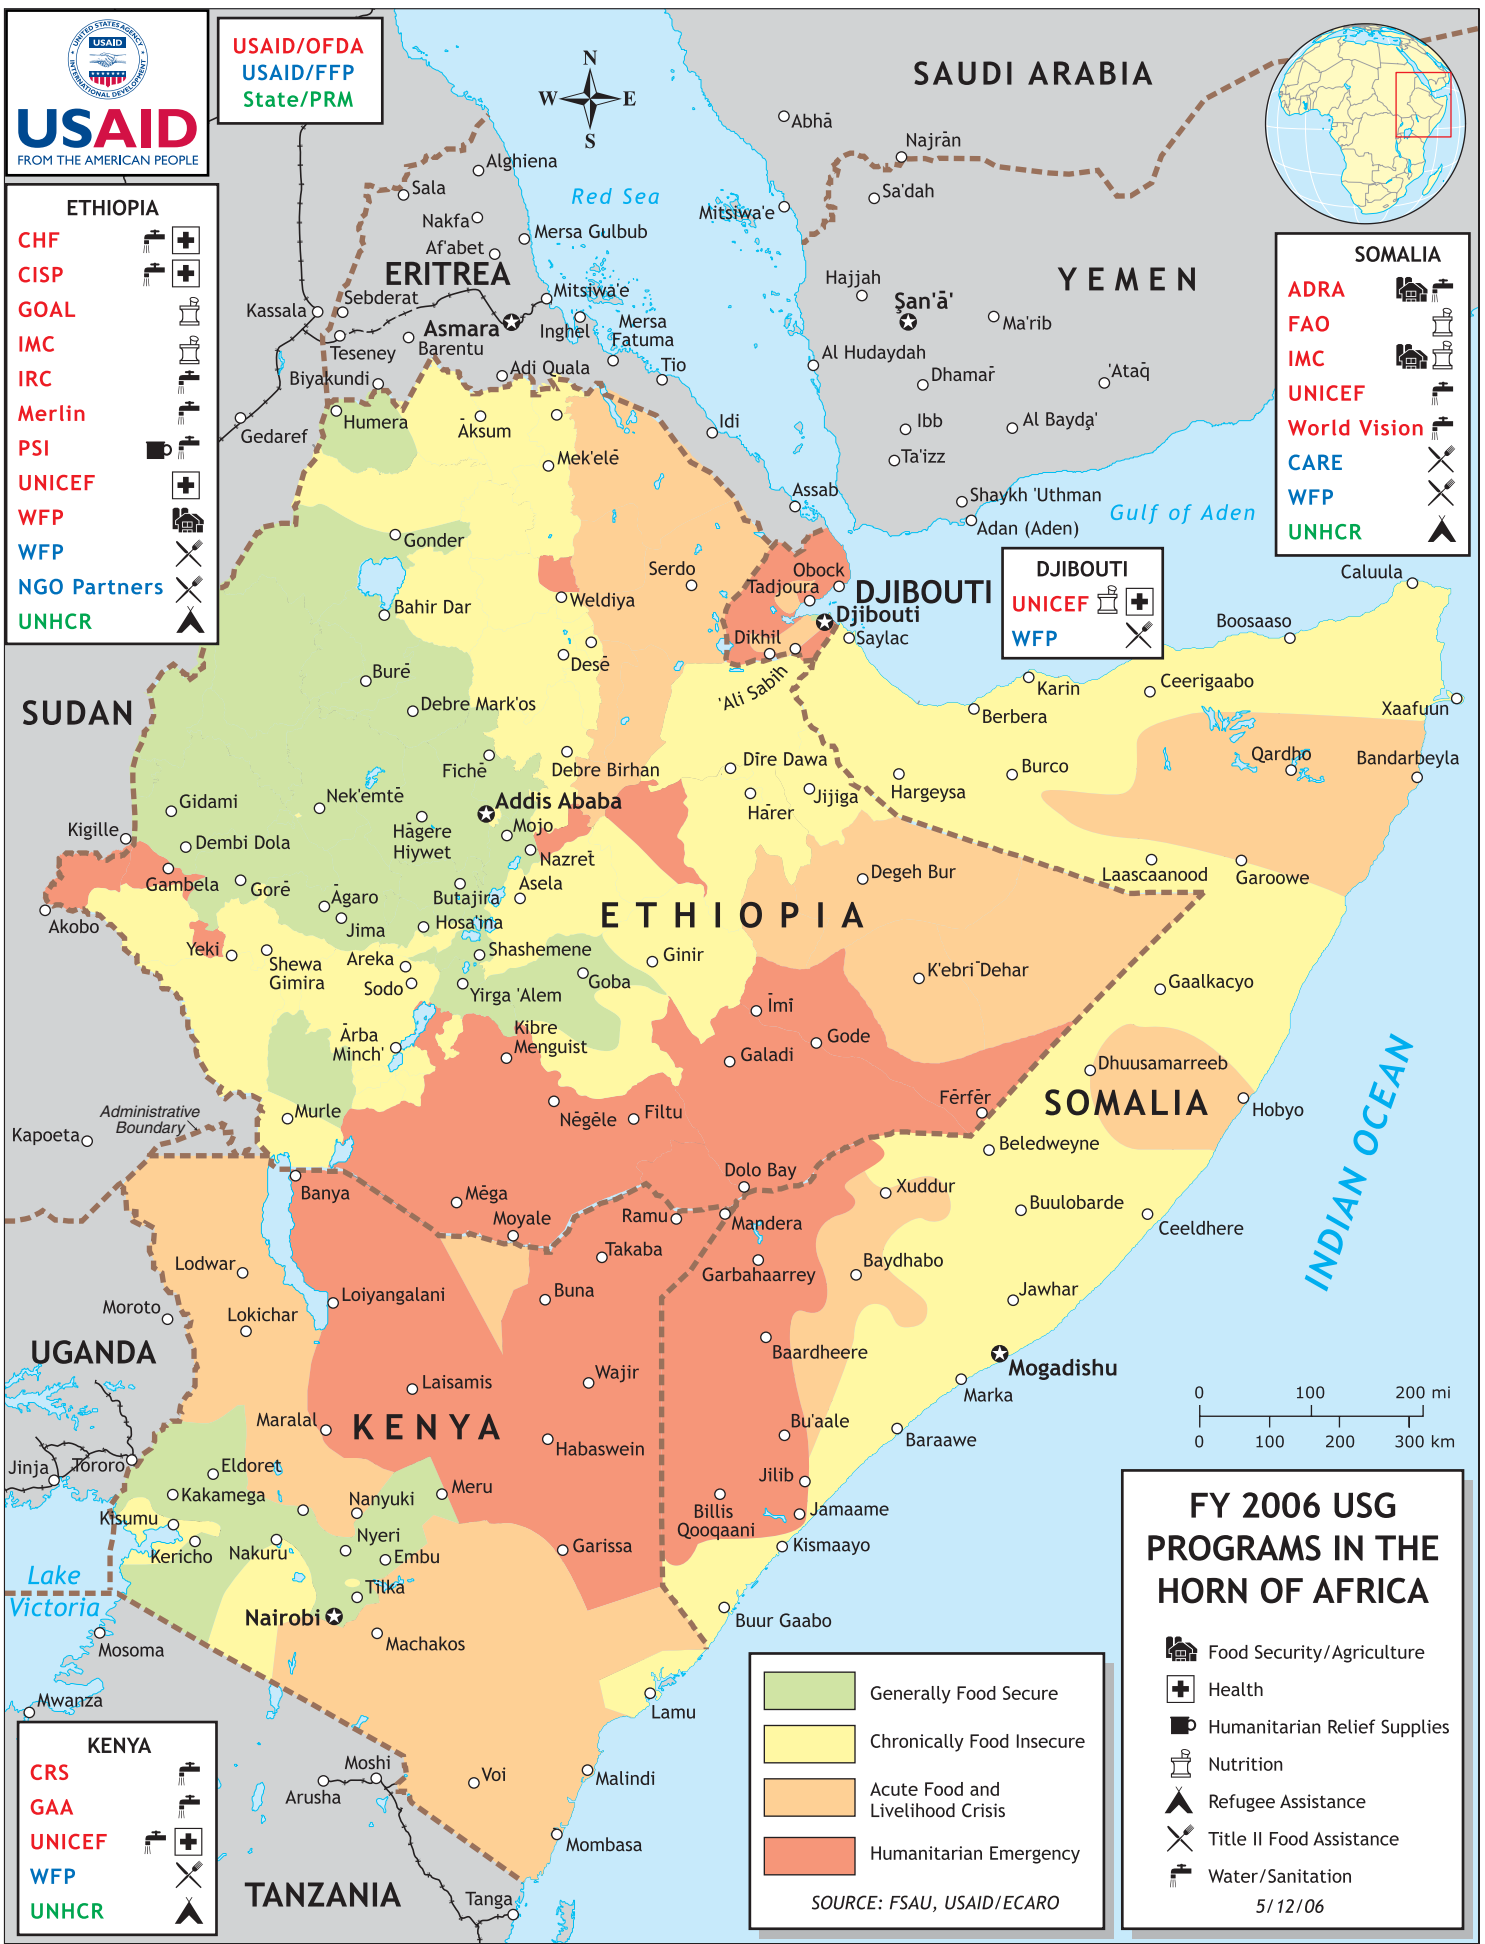 UNITED STATES AGENCY
USAID
INTERNATIONAL DEVELOPMENT
USAID
FROM THE AMERICAN PEOPLE
USAID/OFDA
USAID/FFP
State/PRM
ETHIOPIA
CHF
CISP
GOAL
IMC
IRC
Merlin
PSI
UNICEF
WFP
WFP
NGO Partners
UNHCR
N
W E
S
SAUDI ARABIA
Abhā
Najrān
Sa'dah
Alghiena
Sala
Red Sea
Mitsiwa'e
Nakfa
Mersa Gulbub
Af'abet
ERITREA
Hajjah
YEMEN
Mitsiwa'e
Sebderat
Kassala
Şan'ā'
Asmara
Inghel
Mersa
Fatuma
Ma'rib
Teseney
Barentu
Al Hudaydah
Tio
Adi Quala
Biyakundi
Dhamar̄
'Ataq̄
Humera
Āksum
Idi
Ibb
Al Bayḍa'
Gedaref
Mek'elē
Ta'izz
Assab
Shaykh 'Uthman
Gulf of Aden
Adan (Aden)
SOMALIA
ADRA
FAO
IMC
UNICEF
World Vision
CARE
WFP
UNHCR
DJIBOUTI
UNICEF
WFP
Gonder
Serdo
Obock
Tadjoura
DJIBOUTI
Djibouti
Weldiya
Bahir Dar
Dikhil
Saylac
'Ali Sabih
Caluula
Boosaaso
Burē
Desē
Karin
Ceerigaabo
Xaafuun
SUDAN
Debre Mark'os
Berbera
Qardho
Bandarbeyla
Fichē
Debre Birhan
Dīre Dawa
Burco
Hargeysa
Gidami
Nek'emtē
Addis Ababa
Hārer
Jijiga
Kigille
Hāgere
Hiywet
Mojo
Dembi Dola
Nazret̄
Gambela
Gorē
Asela
Degeh Bur
Laascaanood
Garoowe
Āgaro
Butajira
Akobo
Jima
Hosa'ina
ETHIOPIA
Yeki
Shewa
Gimira
Areka
Shashemene
Ginir
Sodo
Yirga 'Alem
Goba
K'ebri Dehar
Gaalkacyo
Īmī
Ārba
Minch'
Kibre
Menguist
Gode
Galadi
Dhuusamarreeb
Fērfēr
SOMALIA
Hobyo
Administrative
Boundary
Murle
Nēgēle
Filtu
Kapoeta
Beledweyne
INDIAN OCEAN
Dolo Bay
Banya
Mēga
Xuddur
Moyale
Ramu
Mandera
Buulobarde
Ceeldhere
Takaba
Lodwar
Garbahaarrey
Baydhabo
Buna
Loiyangalani
Jawhar
Moroto
Lokichar
UGANDA
Baardheere
Mogadishu
Laisamis
Wajir
Marka
0 100 200 mi
0 100 200 300 km
Maralal
KENYA
Bu'aale
Habaswein
Baraawe
Jinja
Tororo
Eldoret
Jilib
Kakamega
Nanyuki
Meru
Billis
Qooqaani
Jamaame
Kisumu
Nyeri
Kericho
Nakuru
Embu
Garissa
Kismaayo
Lake
Victoria
Tilka
Nairobi
Buur Gaabo
Machakos
Mosoma
Mwanza
Lamu
Moshi
Voi
Malindi
Arusha
Mombasa
TANZANIA
Tanga
KENYA
CRS
GAA
UNICEF
WFP
UNHCR
Generally Food Secure
Chronically Food Insecure
Acute Food and
Livelihood Crisis
Humanitarian Emergency
SOURCE: FSAU, USAID/ECARO
FY 2006 USG
PROGRAMS IN THE
HORN OF AFRICA
Food Security/Agriculture
Health
Humanitarian Relief Supplies
Nutrition
Refugee Assistance
Title II Food Assistance
Water/Sanitation
5/12/06